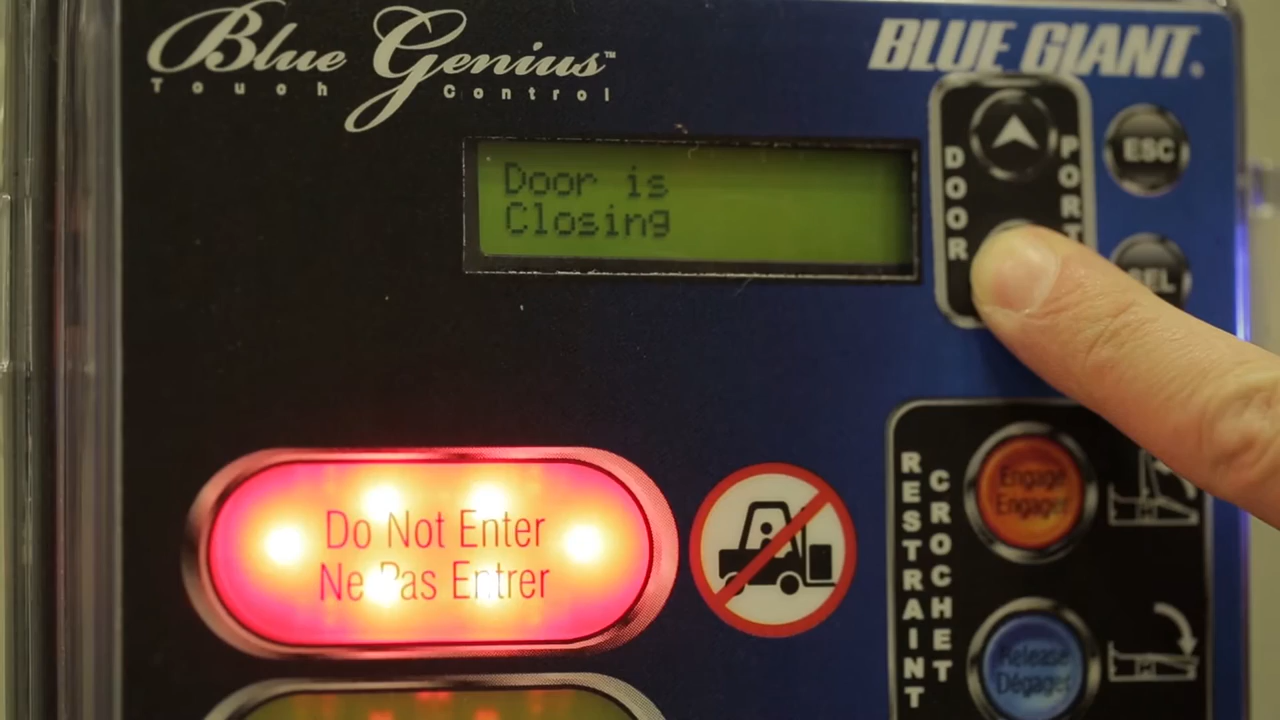 Blue Genius™
Touch Control
BLUE GIANT®
DOOR
PORT
ESC
Door is
Closing
Do Not Enter
Ne Pas Entrer
RESTRAINT
CROCHET
Engage
Engager
Release
Dégager